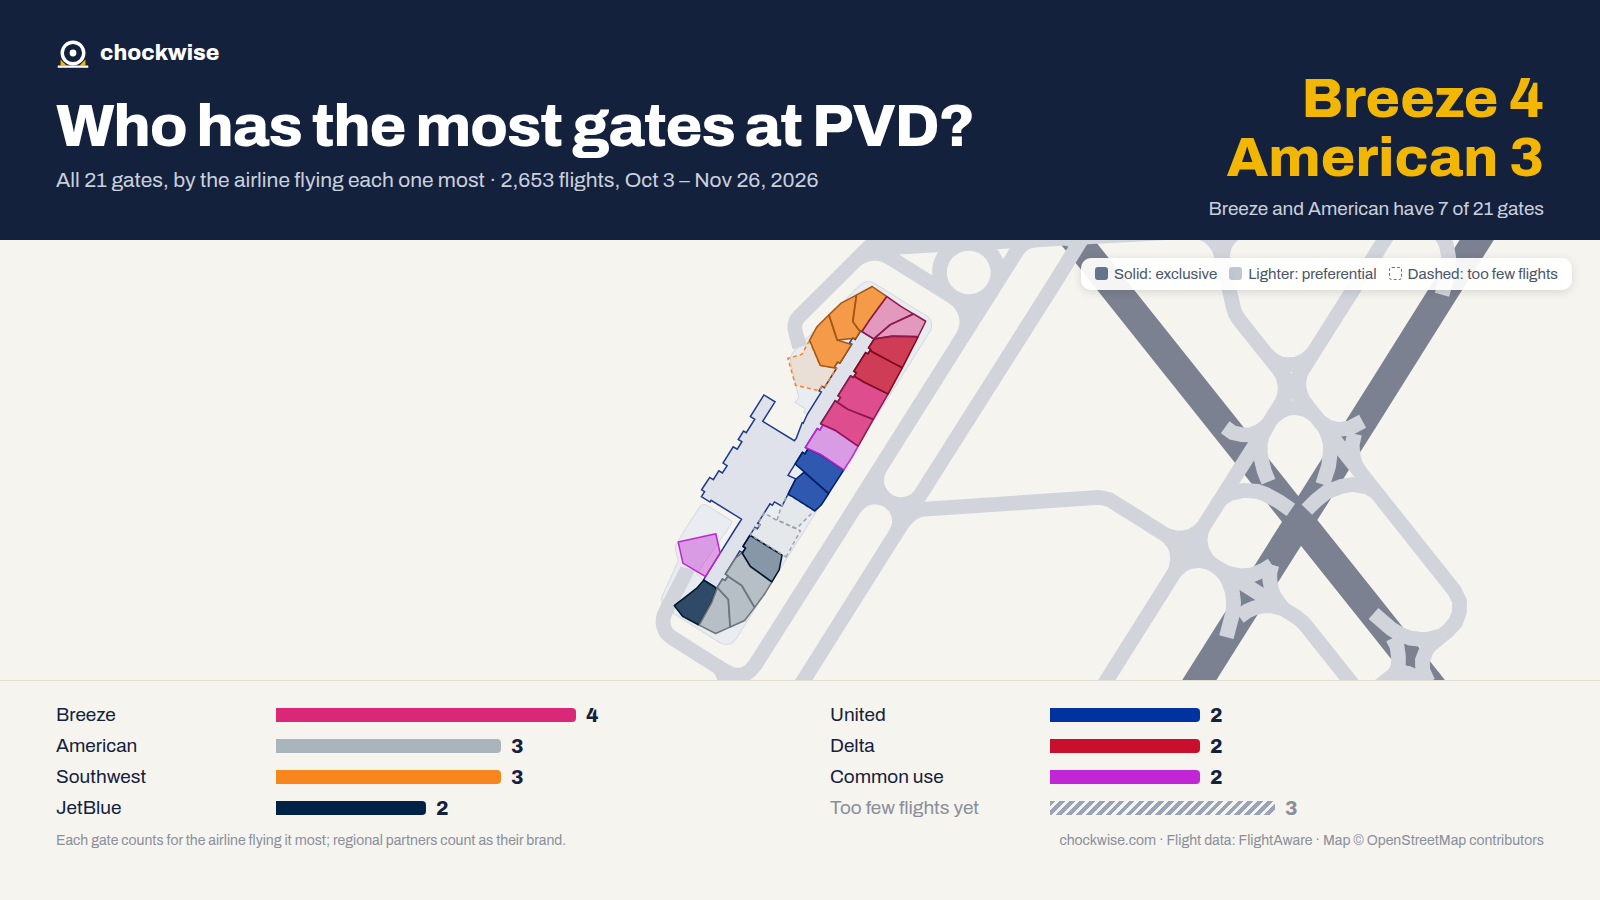 chockwise
Who has the most gates at PVD?
All 21 gates, by the airline flying each one most · 2,653 flights, Oct 3 – Nov 26, 2026
Breeze 4
American 3
Breeze and American have 7 of 21 gates
Solid: exclusive Lighter: preferential Dashed: too few flights
Breeze 4
American 3
Southwest 3
JetBlue 2
United 2
Delta 2
Common use 2
Too few flights yet 3
Each gate counts for the airline flying it most; regional partners count as their brand.
chockwise.com · Flight data: FlightAware · Map © OpenStreetMap contributors